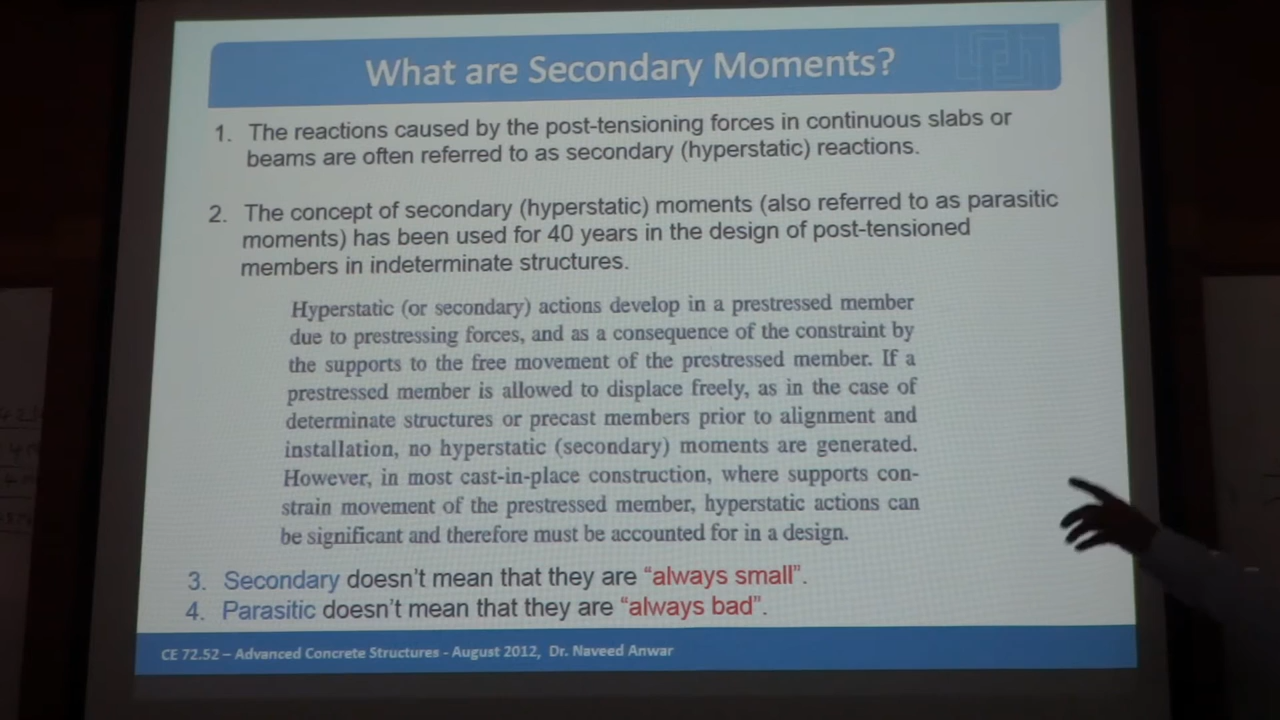 What are Secondary Moments?
1. The reactions caused by the post-tensioning forces in continuous slabs or
beams are often referred to as secondary (hyperstatic) reactions.
2. The concept of secondary (hyperstatic) moments (also referred to as parasitic
moments) has been used for 40 years in the design of post-tensioned
members in indeterminate structures.
Hyperstatic (or secondary) actions develop in a prestressed member
due to prestressing forces, and as a consequence of the constraint by
the supports to the free movement of the prestressed member. If a
prestressed member is allowed to displace freely, as in the case of
determinate structures or precast members prior to alignment and
installation, no hyperstatic (secondary) moments are generated.
However, in most cast-in-place construction, where supports con-
strain movement of the prestressed member, hyperstatic actions can
be significant and therefore must be accounted for in a design.
3. Secondary doesn't mean that they are “always small”.
4. Parasitic doesn't mean that they are “always bad”.
CE 72.52 – Advanced Concrete Structures - August 2012, Dr. Naveed Anwar